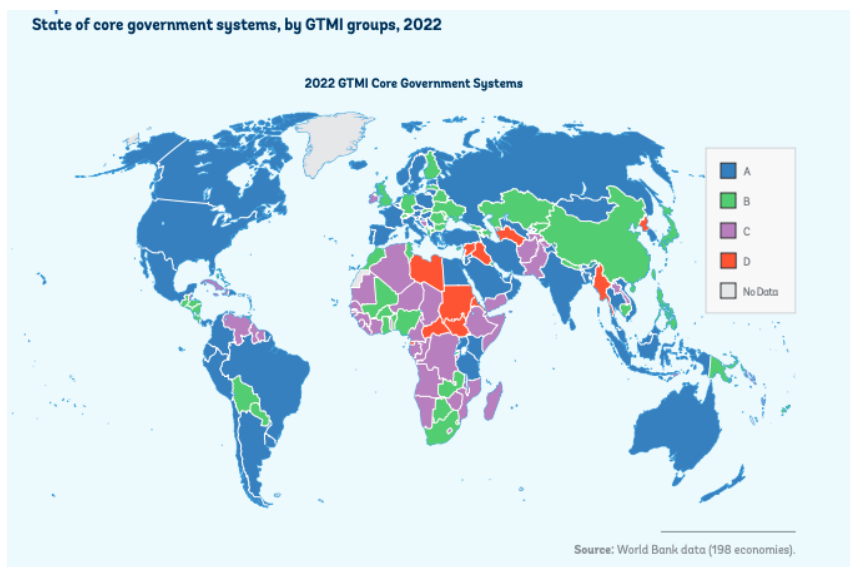 State of core government systems, by GTMI groups, 2022
2022 GTMI Core Government Systems
A
B
C
D
No Data
Source: World Bank data (198 economies).